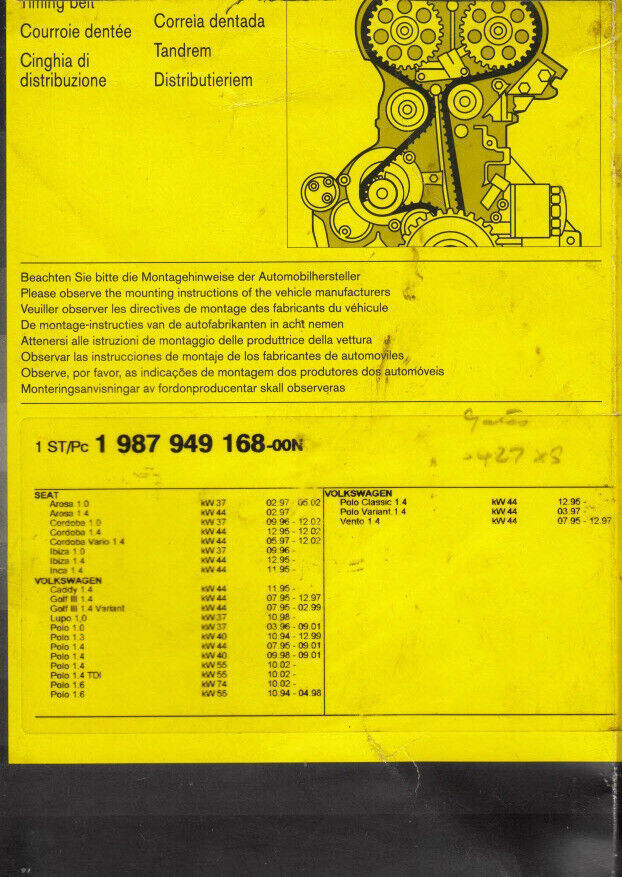 Timing belt
Courroie dentée
Cinghia di
distribuzione
Correia dentada
Tandrem
Distributieriem
Beachten Sie bitte die Montagehinweise der Automobilhersteller
Please observe the mounting instructions of the vehicle manufacturers
Veuiller observer les directives de montage des fabricants du véhicule
De montage-instructies van de autofabrikanten in acht nemen
Attenersi alle istruzioni de montaggio delle produttrice della vettura
Observar las instrucciones de montaje de los fabricantes de automoviles
Observe, por favor, as indicações de montagem dos produtores dos automóveis
Monteringsanvisningar av fordonproducentar skall observeras
1 ST/Pc 1 987 949 168-00N
427 XS
SEAT
Arosa 1.0 kW 37 02.97 - 05.02
Arosa 1.4 kW 44 02.97
Cordoba 1.0 kW 37 09.96 - 12.02
Cordoba 1.4 kW 44 12.95 - 12.02
Cordoba Vario 1.4 kW 44 05.97 - 12.02
Ibiza 1.0 kW 37 09.96 -
Ibiza 1.4 kW 44 12.95 -
Inca 1.4 kW 44 11.95 -
VOLKSWAGEN
Caddy 1.4 kW 44 11.95 -
Golf III 1.4 kW 44 07.95 - 12.97
Golf III 1.4 Variant kW 44 07.95 - 02.99
Lupo 1,0 kW 37 10.98 -
Polo 1.0 kW 37 03.96 - 09.01
Polo 1.3 kW 40 10.94 - 12.99
Polo 1.4 kW 44 07.95 - 09.01
Polo 1.4 kW 40 09.98 - 09.01
Polo 1.4 kW 55 10.02 -
Polo 1.4 TDI kW 55 10.02 -
Polo 1.6 kW 74 10.02 -
Polo 1.6 kW 55 10.94 - 04.98
VOLKSWAGEN
Polo Classic 1.4 kW 44 12.95 -
Polo Variant 1.4 kW 44 03.97 -
Vento 1.4 kW 44 07.95 - 12.97